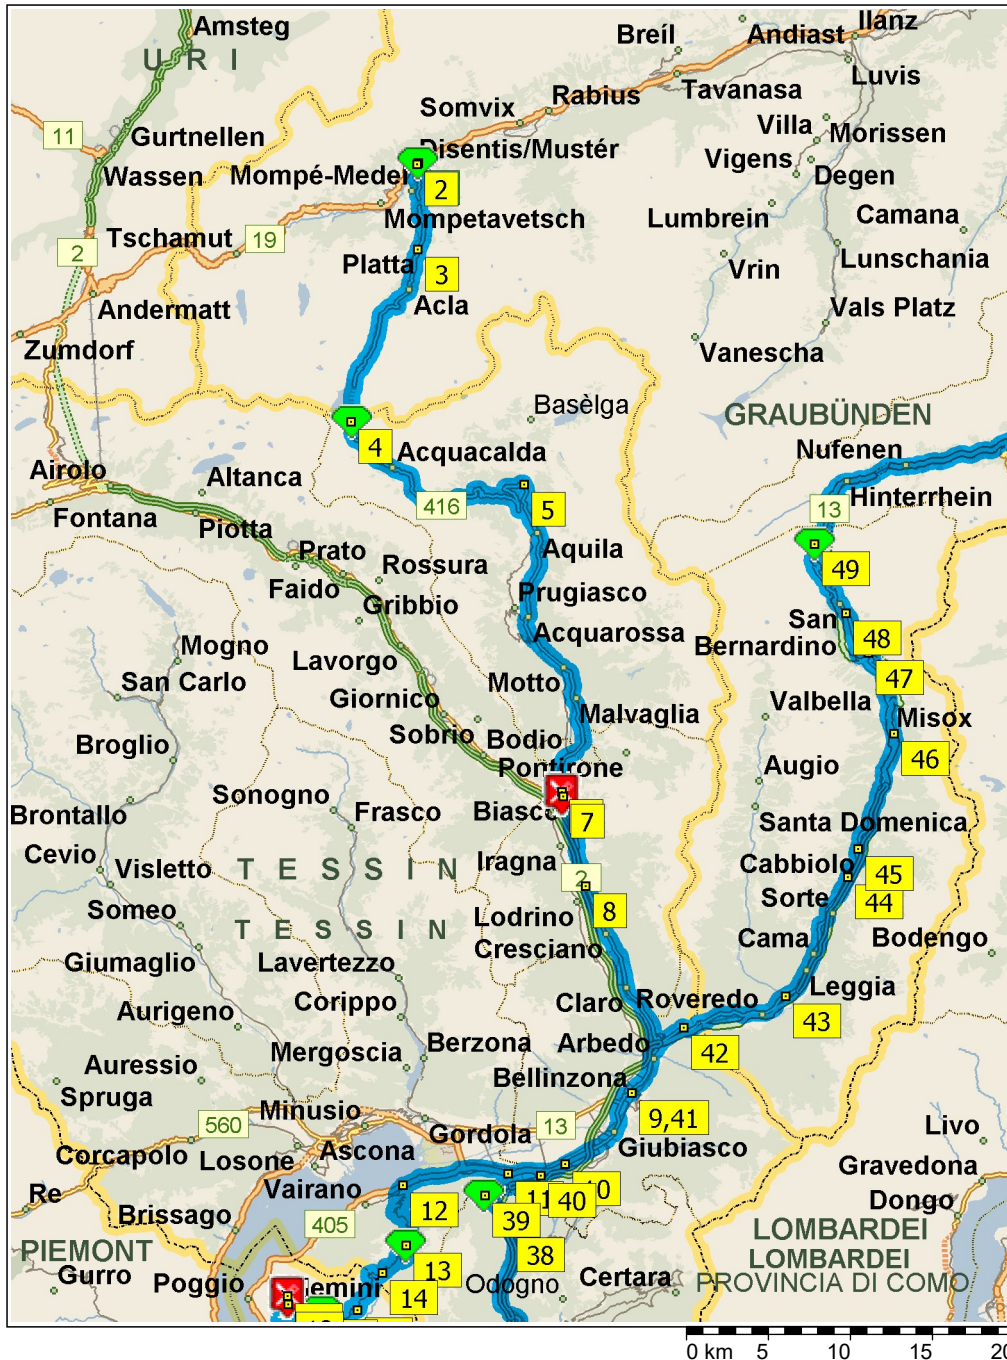 Amsteg
Ilanz
Breíl
Andiast
U R I
Luvis
Somvix
Rabius
Tavanasa
11
Gurtnellen
Villa
Morissen
Disentis/Mustér
Vigens
Wassen
Mompé-Medel
2
Degen
Mompetavetsch
Lumbrein
Camana
Tschamut
19
2
Platta
3
Vrin
Lunschania
Andermatt
Acla
Vals Platz
Zumdorf
Vanescha
Basèlga
GRAUBÜNDEN
4
Acquacalda
Nufenen
Airolo
Altanca
Hinterrhein
416
5
13
Fontana
Piotta
Prato
Aquila
Rossura
49
Faido
Gribbio
Prugiasco
San
Bernardino
48
Mogno
Lavorgo
Acquarossa
San Carlo
Giornico
Motto
47
Valbella
Misox
Malvaglia
Broglio
Sobrio
Bodio
46
Pontirone
Augio
Sonogno
Biasca
7
Brontallo
Frasco
Santa Domenica
Cevio
Visletto
T E S S I N
Iragna
Cabbiolo
45
2
44
Sorte
Someo
Lodrino
8
T E S S I N
Cresciano
Cama
Bodengo
Giumaglio
Lavertezzo
Leggia
Corippo
Claro
Roveredo
43
Aurigeno
Berzona
Arbedo
42
Mergoscia
Auressio
Bellinzona
Spruga
Minusio
9,41
560
13
Livo
Gordola
Giubiasco
Corcapolo
Losone
Ascona
Gravedona
Re
Vairano
12
11
40
10
Dongo
Brissago
405
39
LOMBARDEI
PIEMONT
38
LOMBARDEI
13
Gurro
Poggio
14
Odogno
Certara
PROVINCIA DI COMO
0 km 5 10 15 20